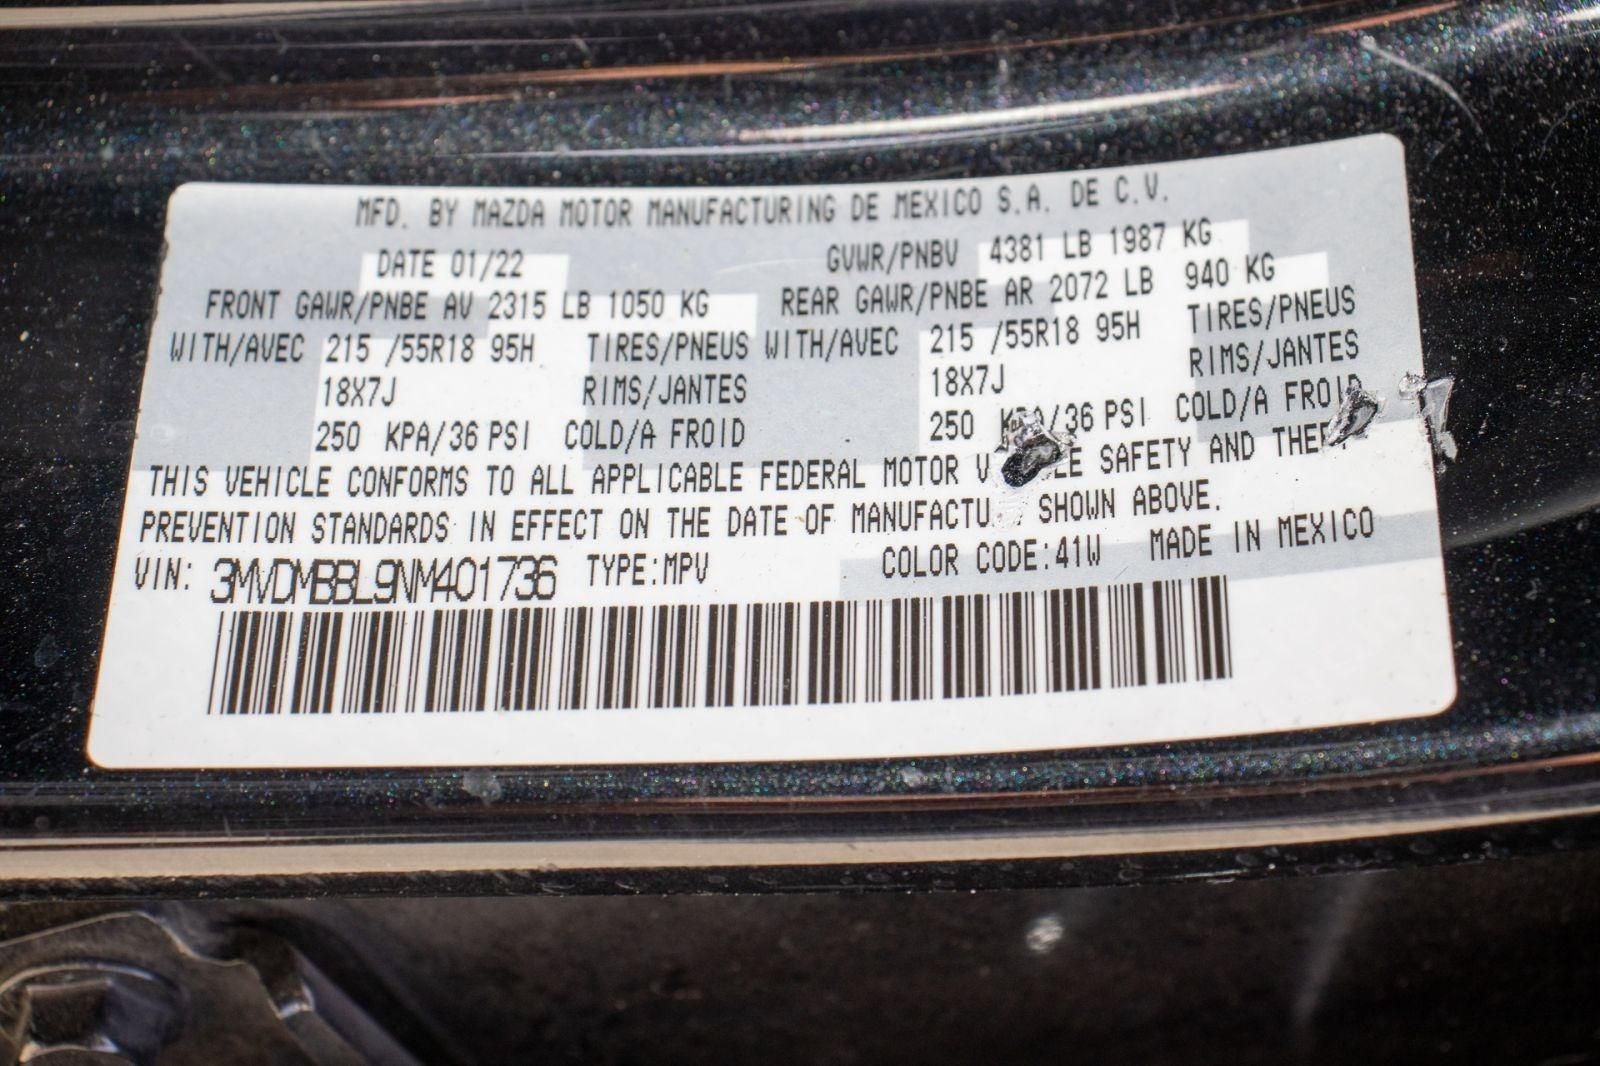 MFD. BY MAZDA MOTOR MANUFACTURING DE MEXICO S.A. DE C.V.
DATE 01/22 GVWR/PNBV 4381 LB 1987 KG
FRONT GAWR/PNBE AV 2315 LB 1050 KG REAR GAWR/PNBE AR 2072 LB 940 KG
WITH/AVEC 215 /55R18 95H TIRES/PNEUS WITH/AVEC 215 /55R18 95H TIRES/PNEUS
18X7J RIMS/JANTES 18X7J RIMS/JANTES
250 KPA/36 PSI COLD/A FROID 250 KPA/36 PSI COLD/A FROID
THIS VEHICLE CONFORMS TO ALL APPLICABLE FEDERAL MOTOR SAFETY AND
PREVENTION STANDARDS IN EFFECT ON THE DATE OF SHOWN ABOVE.
VIN: 3MVDMBBL9NM401736 TYPE:MPV COLOR CODE:41W MADE IN MEXICO